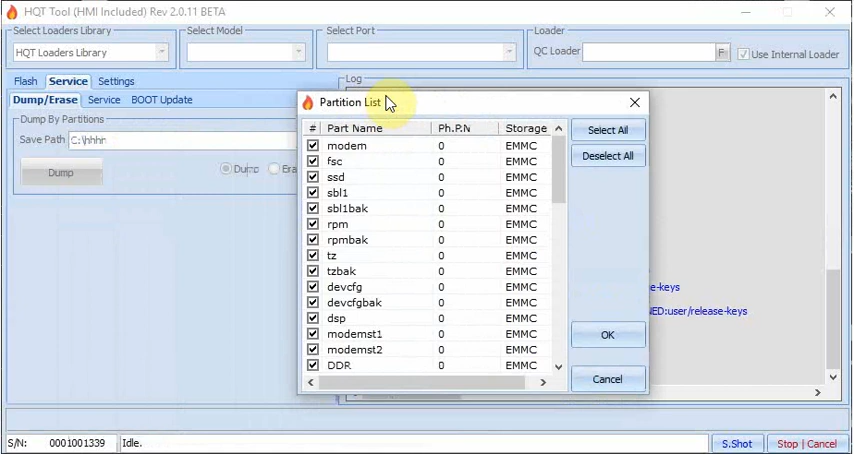 HQT Tool (HMI Included) Rev 2.0.11 BETA
Select Loaders Library
Select Model
Select Port
Loader
HQT Loaders Library
QC Loader
F
Use Internal Loader
Flash
Service
Settings
Log
Dump/Erase
Service
BOOT Update
Dump By Partitions
Save Path
C:\hhhr
Dump
Dump
Era
Partition List
# Part Name Ph.P.N Storage
modem 0 EMMC
fsc 0 EMMC
ssd 0 EMMC
sbl1 0 EMMC
sbl1bak 0 EMMC
rpm 0 EMMC
rpmbak 0 EMMC
tz 0 EMMC
tzbak 0 EMMC
devcfg 0 EMMC
devcfgbak 0 EMMC
dsp 0 EMMC
modemst1 0 EMMC
modemst2 0 EMMC
DDR 0 EMMC
Select All
Deselect All
OK
Cancel
e-keys
NED:user/release-keys
S/N: 0001001339
Idle.
S.Shot
Stop | Cancel